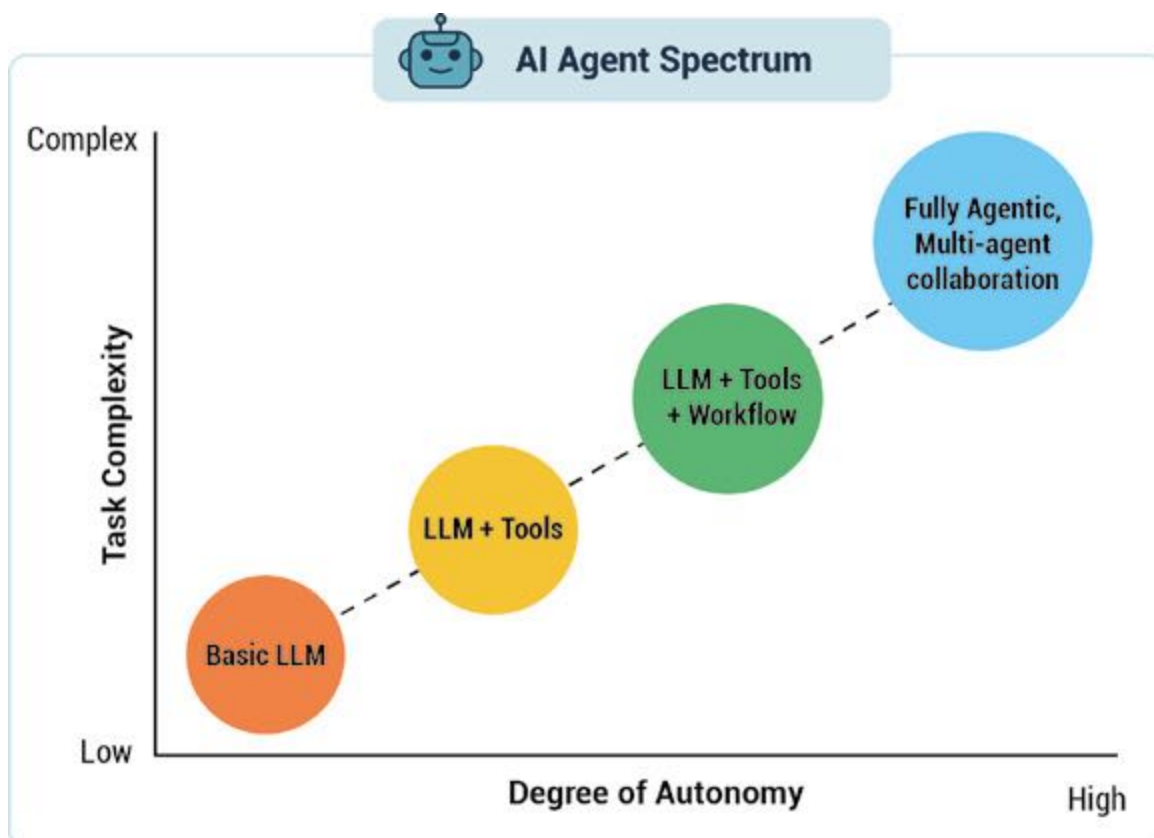 AI Agent Spectrum
Complex
Fully Agentic,
Multi-agent
collaboration
LLM + Tools
+ Workflow
Task Complexity
LLM + Tools
Basic LLM
Low
Degree of Autonomy
High